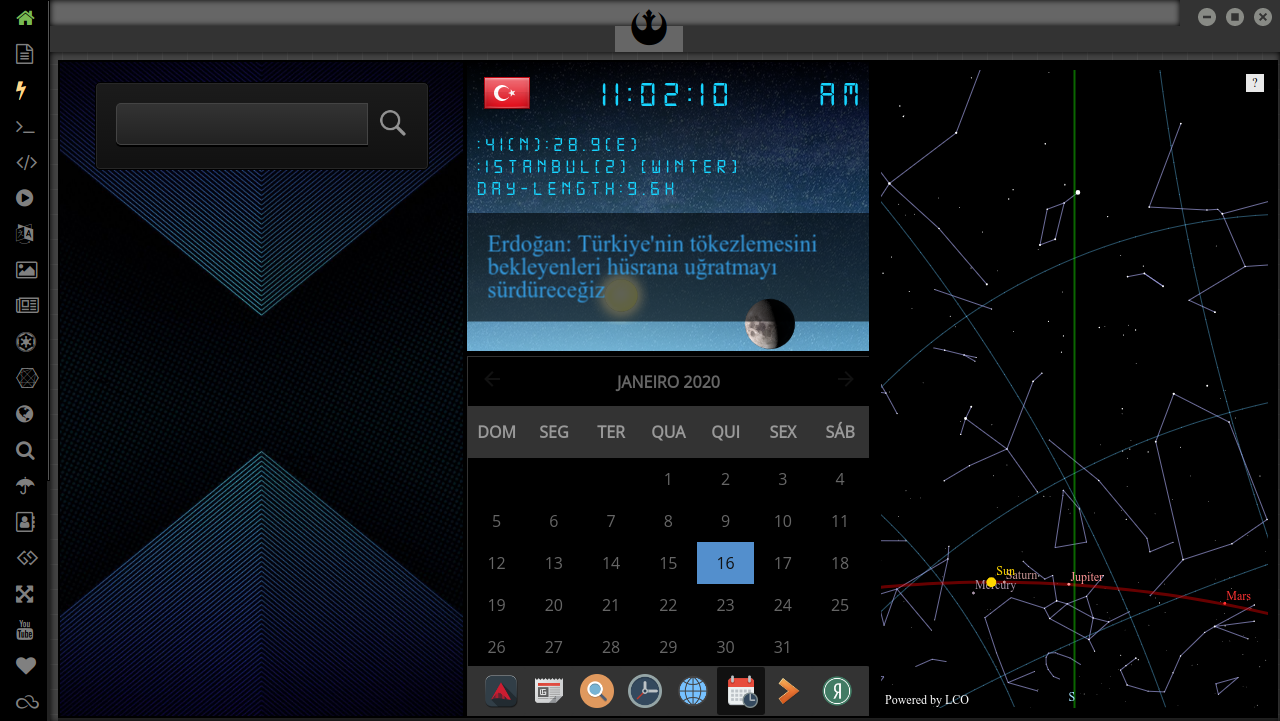 11:02:10 AM
:41(N):28.9(E)
:ISTANBUL(2) (WINTER)
DAY-LENGTH:9.6H
Erdoğan: Türkiye'nin tökezlemesini
bekleyenleri hüsrana uğratmayı
sürdüreceğiz
JANEIRO 2020
DOM SEG TER QUA QUI SEX SÁB
1 2 3 4
5 6 7 8 9 10 11
12 13 14 15 16 17 18
19 20 21 22 23 24 25
26 27 28 29 30 31
?
Sun
Saturn
Mercury
Jupiter
Mars
S
Powered by LCO
You
Tube